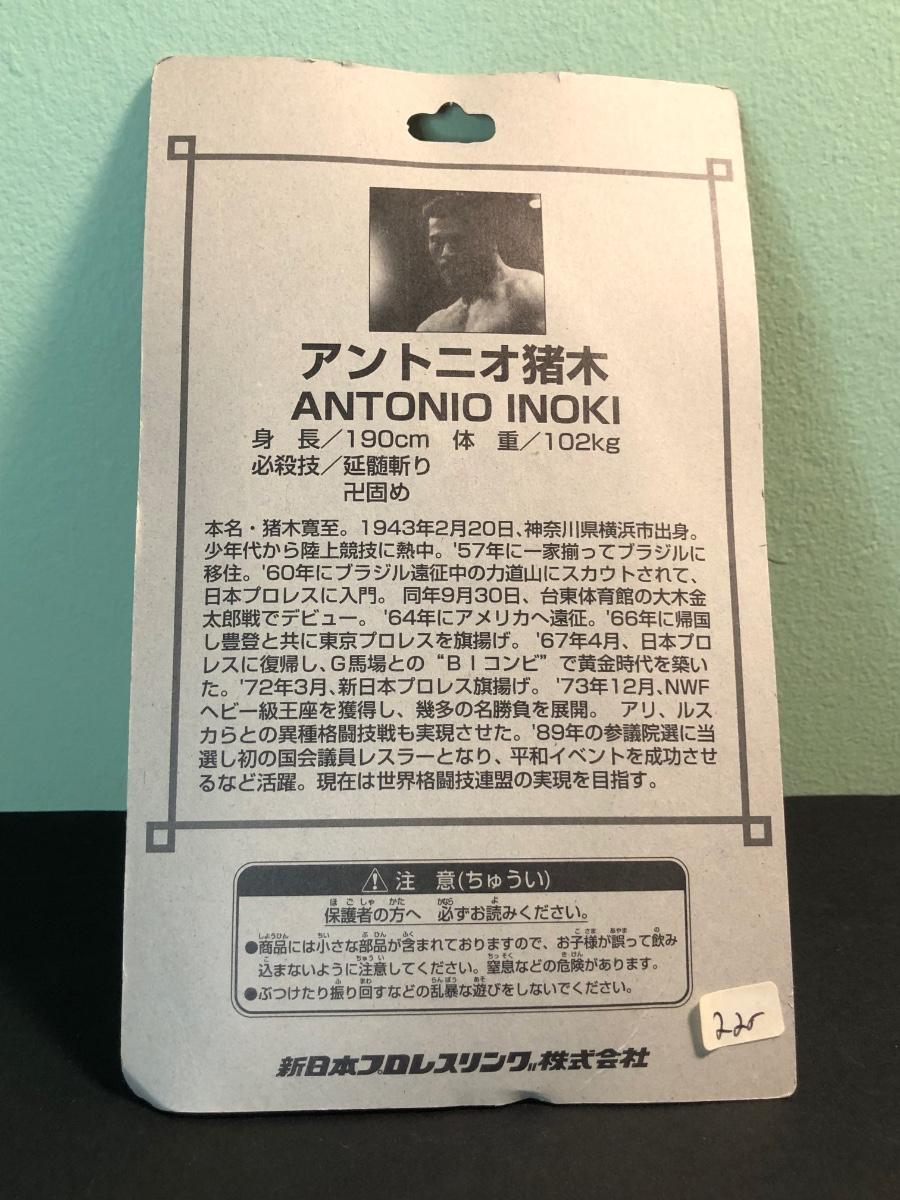 アントニオ猪木
ANTONIO INOKI
身　長／190cm　体　重／102kg
必殺技／延髄斬り
卍固め
本名・猪木寛至。1943年2月20日、神奈川県横浜市出身。
少年代から陸上競技に熱中。'57年に一家揃ってブラジルに
移住。'60年にブラジル遠征中の力道山にスカウトされて、
日本プロレスに入門。 同年9月30日、台東体育館の大木金
太郎戦でデビュー。 '64年にアメリカへ遠征。'66年に帰国
し豊登と共に東京プロレスを旗揚げ。 '67年4月、日本プロ
レスに復帰し、G馬場との “BIコンビ” で黄金時代を築い
た。'72年3月、新日本プロレス旗揚げ。 '73年12月、NWF
ヘビー級王座を獲得し、幾多の名勝負を展開。 アリ、ルス
カらとの異種格闘技戦も実現させた。'89年の参議院選に当
選し初の国会議員レスラーとなり、平和イベントを成功させ
るなど活躍。現在は世界格闘技連盟の実現を目指す。
注　意(ちゅうい)
保護者の方へ　必ずお読みください。
●商品には小さな部品が含まれておりますので、お子様が誤って飲み
込まないように注意してください。窒息などの危険があります。
●ぶつけたり振り回すなどの乱暴な遊びをしないでください。
225
新日本プロレスリング株式会社